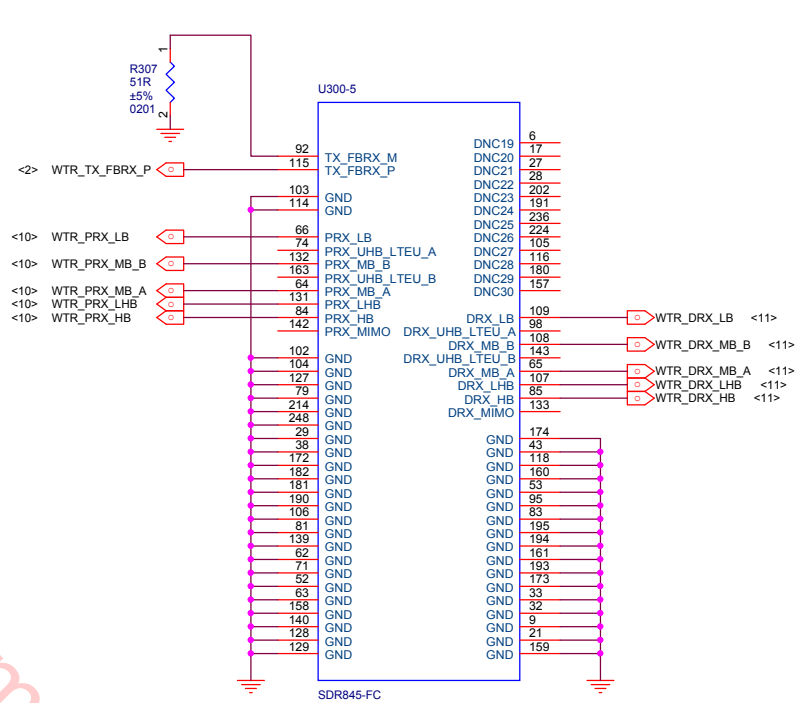 1
R307
51R
±5%
0201
2
U300-5
92 TX_FBRX_M
<2> WTR_TX_FBRX_P 115 TX_FBRX_P
103 GND
114 GND
<10> WTR_PRX_LB 66 PRX_LB
74 PRX_UHB_LTEU_A
<10> WTR_PRX_MB_B 132 PRX_MB_B
163 PRX_UHB_LTEU_B
<10> WTR_PRX_MB_A 64 PRX_MB_A
<10> WTR_PRX_LHB 131 PRX_LHB
<10> WTR_PRX_HB 84 PRX_HB
142 PRX_MIMO
102 GND
104 GND
127 GND
79 GND
214 GND
248 GND
29 GND
38 GND
172 GND
182 GND
181 GND
190 GND
106 GND
81 GND
139 GND
62 GND
71 GND
52 GND
63 GND
158 GND
140 GND
128 GND
129 GND
DNC19 6
DNC20 17
DNC21 27
DNC22 28
DNC23 202
DNC24 191
DNC25 236
DNC26 224
DNC27 105
DNC28 116
DNC29 180
DNC30 157
DRX_LB 109 WTR_DRX_LB <11>
DRX_UHB_LTEU_A 98
DRX_MB_B 108 WTR_DRX_MB_B <11>
DRX_UHB_LTEU_B 143
DRX_MB_A 65 WTR_DRX_MB_A <11>
DRX_LHB 107 WTR_DRX_LHB <11>
DRX_HB 85 WTR_DRX_HB <11>
DRX_MIMO 133
GND 174
GND 43
GND 118
GND 160
GND 53
GND 95
GND 83
GND 195
GND 194
GND 161
GND 193
GND 173
GND 33
GND 32
GND 9
GND 21
GND 159
SDR845-FC